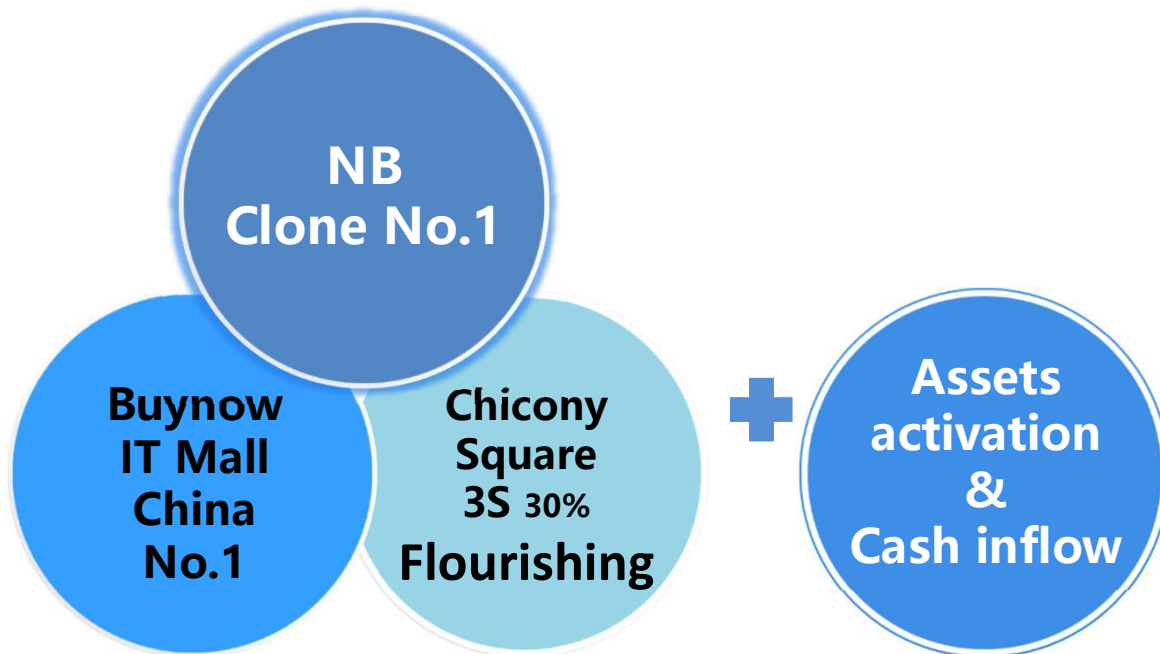 NB
Clone No.1
Buynow
IT Mall
China
No.1
Chicony
Square
3S 30%
Flourishing
Assets
activation
&
Cash inflow